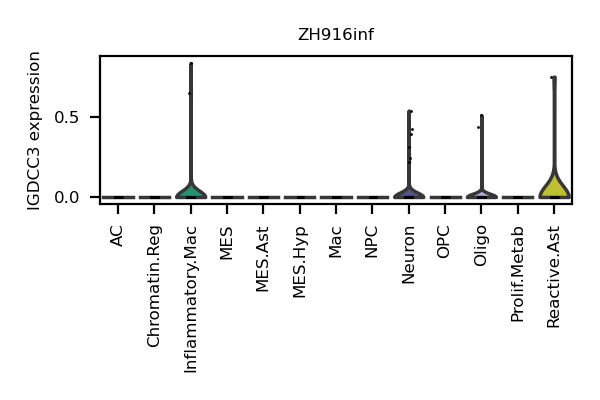 ZH916inf
IGDCC3 expression
0.5
0.0
AC
Chromatin.Reg
Inflammatory.Mac
MES
MES.Ast
MES.Hyp
Mac
NPC
Neuron
OPC
Oligo
Prolif.Metab
Reactive.Ast